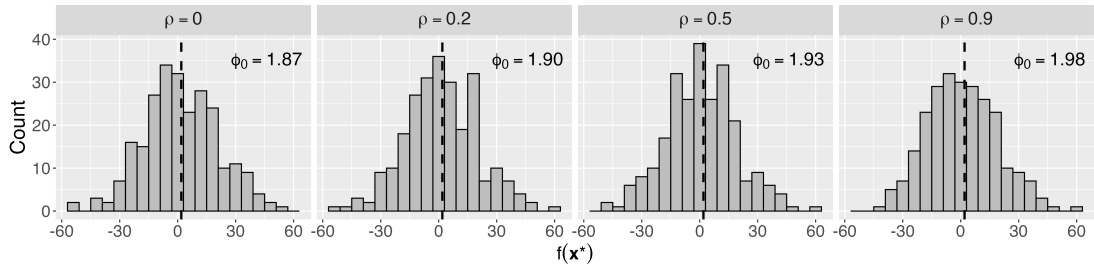 ρ = 0
ρ = 0.2
ρ = 0.5
ρ = 0.9
ϕ₀ = 1.87
ϕ₀ = 1.90
ϕ₀ = 1.93
ϕ₀ = 1.98
Count
40
30
20
10
0
-60 -30 0 30 60
-60 -30 0 30 60
-60 -30 0 30 60
-60 -30 0 30 60
f(x*)